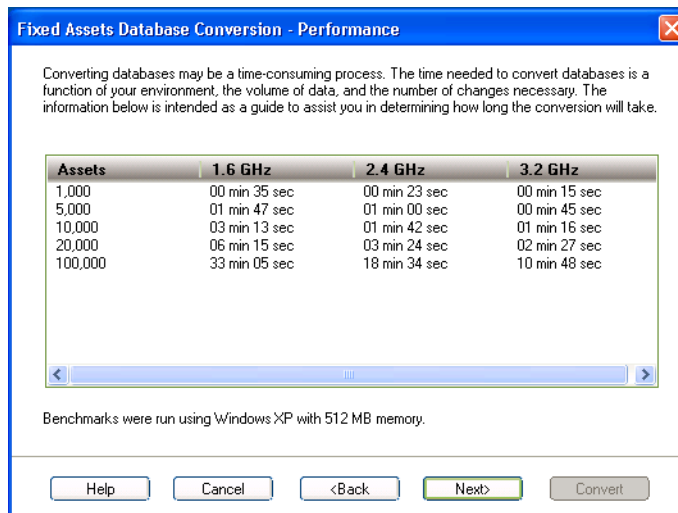 Fixed Assets Database Conversion - Performance
Converting databases may be a time-consuming process. The time needed to convert databases is a
function of your environment, the volume of data, and the number of changes necessary. The
information below is intended as a guide to assist you in determining how long the conversion will take.
Assets 1.6 GHz 2.4 GHz 3.2 GHz
1,000 00 min 35 sec 00 min 23 sec 00 min 15 sec
5,000 01 min 47 sec 01 min 00 sec 00 min 45 sec
10,000 03 min 13 sec 01 min 42 sec 01 min 16 sec
20,000 06 min 15 sec 03 min 24 sec 02 min 27 sec
100,000 33 min 05 sec 18 min 34 sec 10 min 48 sec
Benchmarks were run using Windows XP with 512 MB memory.
Help Cancel <Back Next> Convert